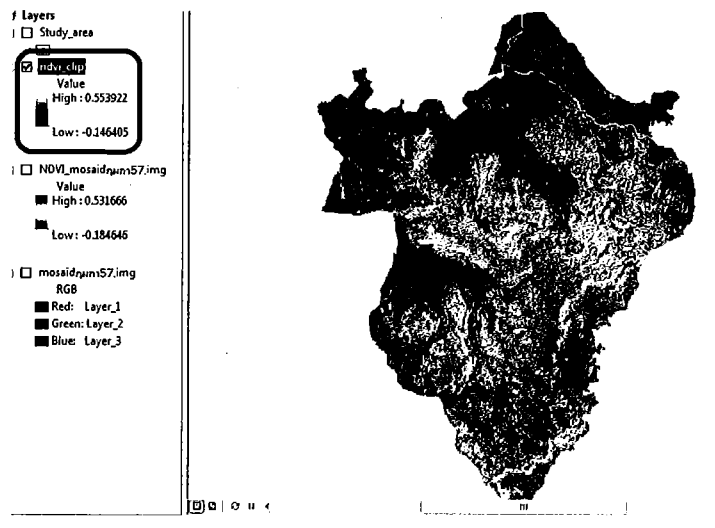 Layers
Study_area
ndvi_clip
Value
High : 0.553922
Low : -0.146405
Value
High : 0.531666
Low : -0.184646
RGB
Red: Layer_1
Green: Layer_2
Blue: Layer_3